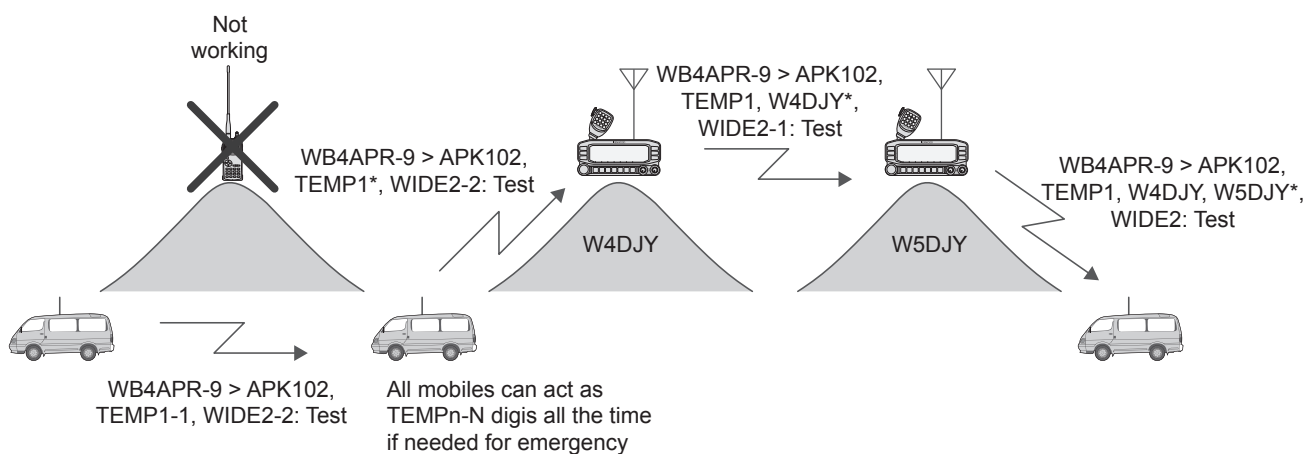 Not
working
WB4APR-9 > APK102,
TEMP1-1, WIDE2-2: Test
WB4APR-9 > APK102,
TEMP1*, WIDE2-2: Test
All mobiles can act as
TEMPn-N digis all the time
if needed for emergency
W4DJY
WB4APR-9 > APK102,
TEMP1, W4DJY*,
WIDE2-1: Test
W5DJY
WB4APR-9 > APK102,
TEMP1, W4DJY, W5DJY*,
WIDE2: Test